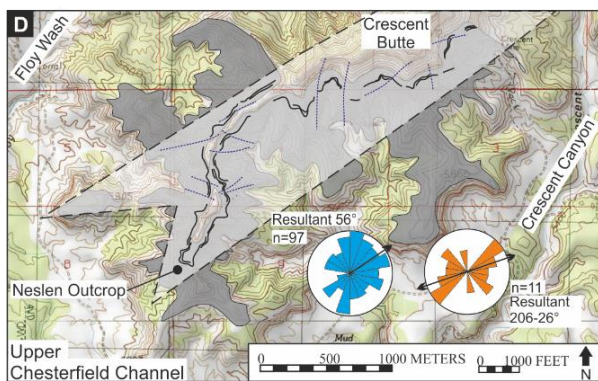 D
Floy Wash
Crescent
Butte
Crescent
Crescent Canyon
Resultant 56°
n=97
n=11
Resultant
206-26°
Neslen Outcrop
Upper
Chesterfield Channel
Mud
0 500 1000 METERS 0 1000 FEET
N